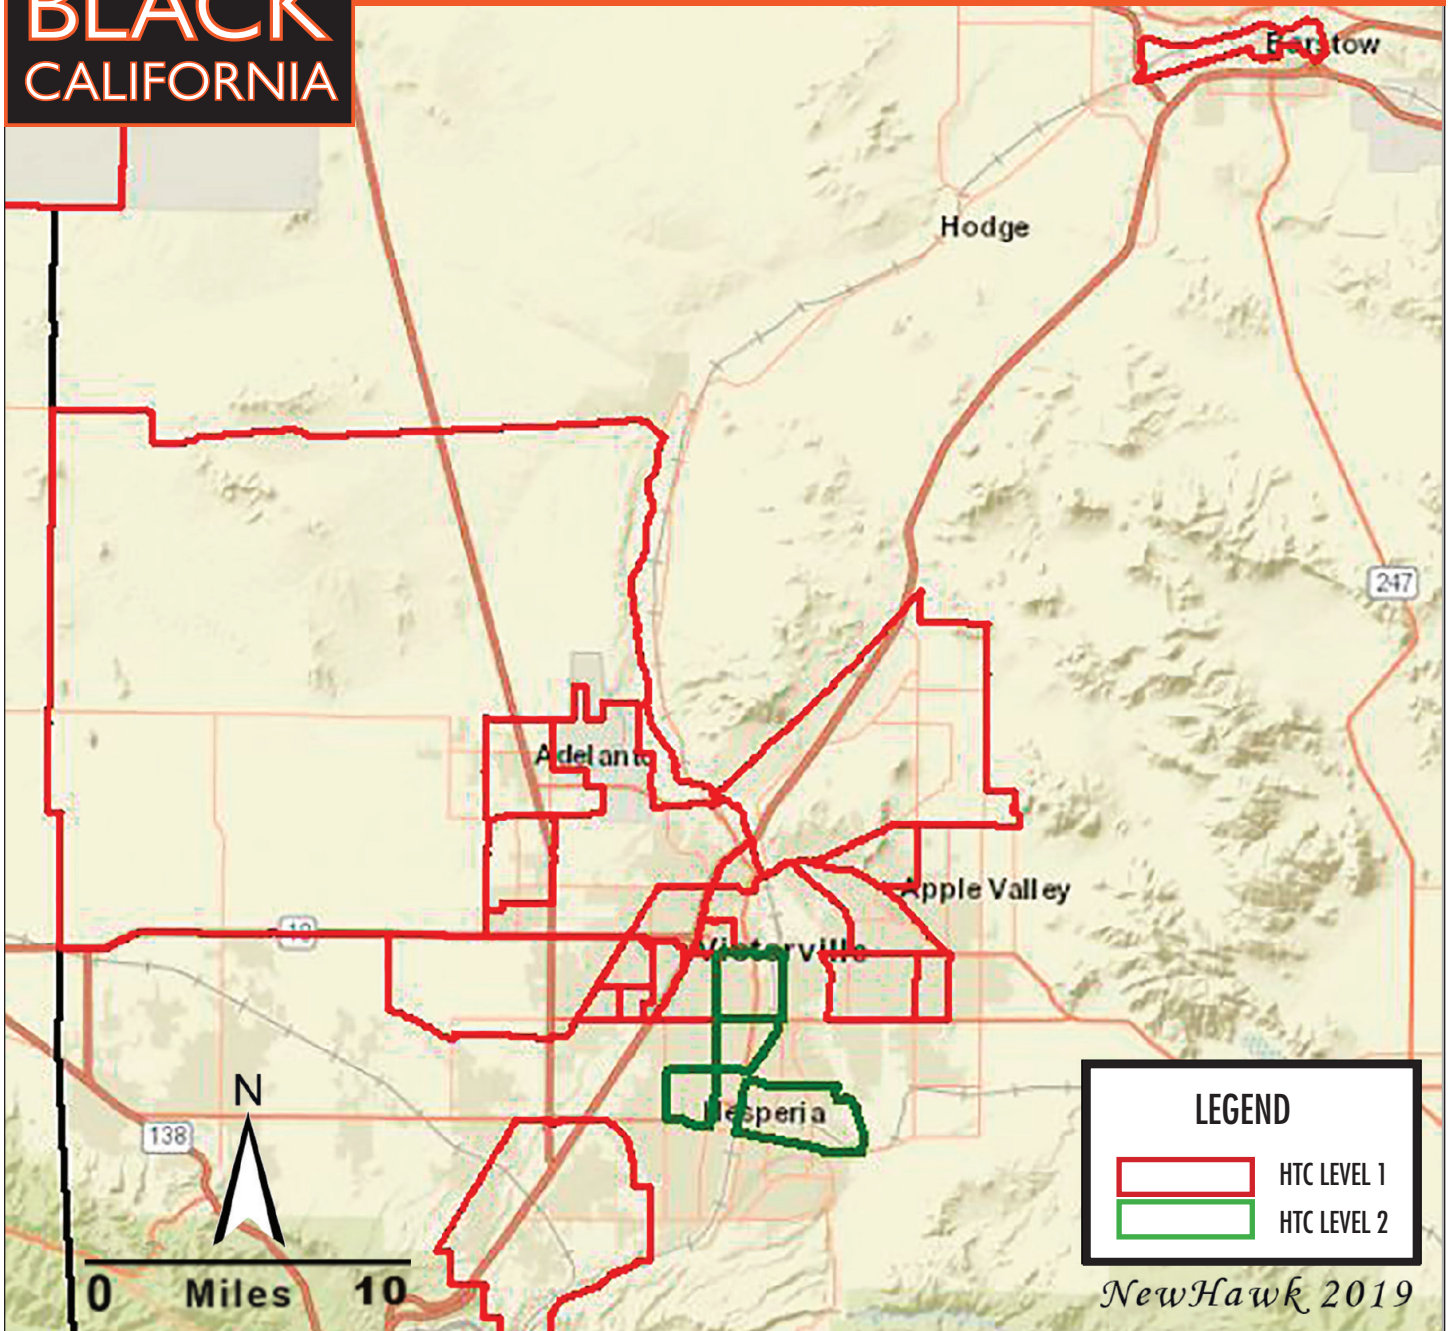 BLACK
CALIFORNIA
Barstow
Hodge
247
Adelanto
Apple Valley
18
Victorville
Hesperia
138
N
0 Miles 10
LEGEND
HTC LEVEL 1
HTC LEVEL 2
NewHawk 2019